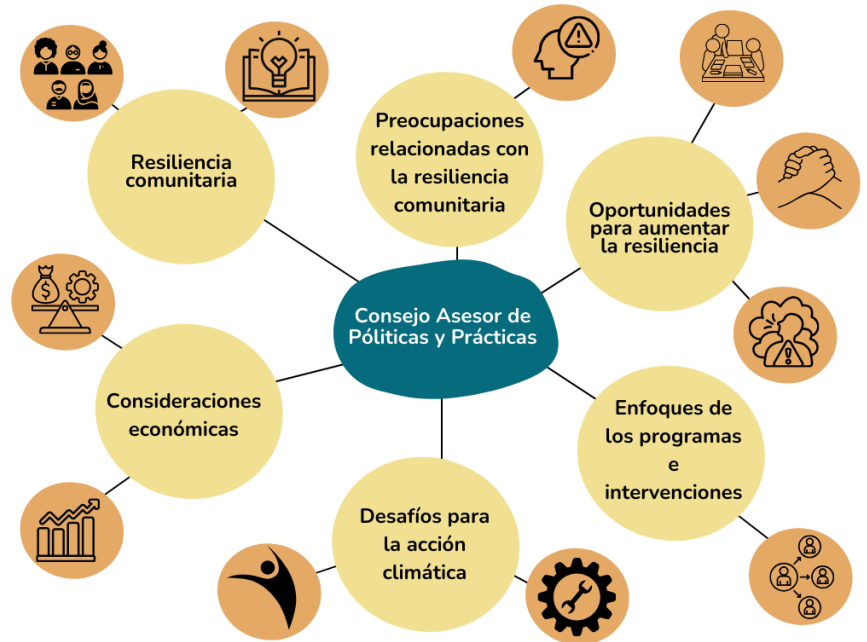 Resiliencia
comunitaria
Preocupaciones
relacionadas con
la resiliencia
comunitaria
Oportunidades
para aumentar
la resiliencia
Consejo Asesor de
Póliticas y Prácticas
Consideraciones
económicas
Enfoques de
los programas
e
intervenciones
Desafíos para
la acción
climática